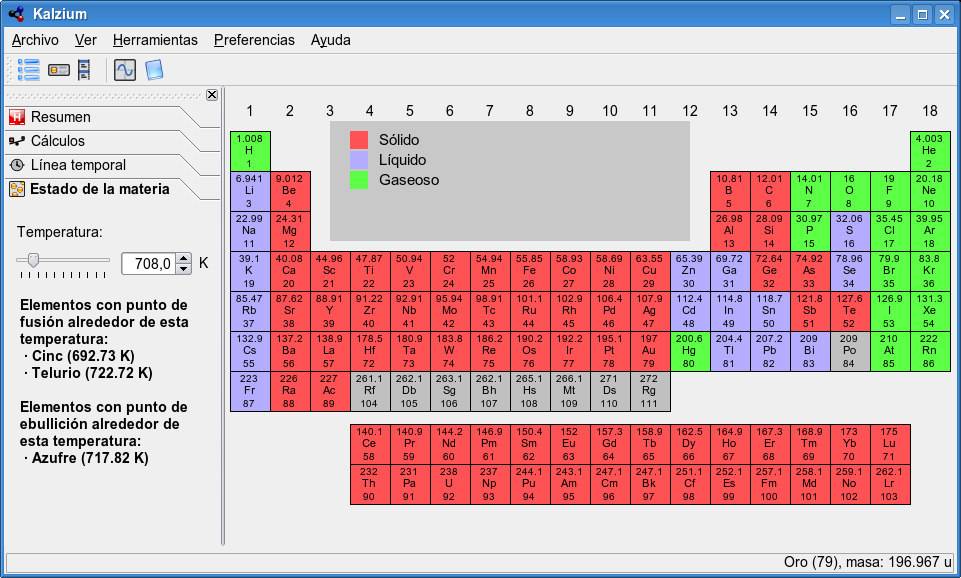 Kalzium
Archivo Ver Herramientas Preferencias Ayuda
Resumen
Cálculos
Línea temporal
Estado de la materia
Temperatura:
708,0 K
Elementos con punto de
fusión alrededor de esta
temperatura:
· Cinc (692.73 K)
· Telurio (722.72 K)
Elementos con punto de
ebullición alrededor de
esta temperatura:
· Azufre (717.82 K)
1 2 3 4 5 6 7 8 9 10 11 12 13 14 15 16 17 18
Sólido
Líquido
Gaseoso
1.008 4.003
H He
1 2
6.941 9.012 10.81 12.01 14.01 16 19 20.18
Li Be B C N O F Ne
3 4 5 6 7 8 9 10
22.99 24.31 26.98 28.09 30.97 32.06 35.45 39.95
Na Mg Al Si P S Cl Ar
11 12 13 14 15 16 17 18
39.1 40.08 44.96 47.87 50.94 52 54.94 55.85 58.93 58.69 63.55 65.39 69.72 72.64 74.92 78.96 79.9 83.8
K Ca Sc Ti V Cr Mn Fe Co Ni Cu Zn Ga Ge As Se Br Kr
19 20 21 22 23 24 25 26 27 28 29 30 31 32 33 34 35 36
85.47 87.62 88.91 91.22 92.91 95.94 98.91 101.1 102.9 106.4 107.9 112.4 114.8 118.7 121.8 127.6 126.9 131.3
Rb Sr Y Zr Nb Mo Tc Ru Rh Pd Ag Cd In Sn Sb Te I Xe
37 38 39 40 41 42 43 44 45 46 47 48 49 50 51 52 53 54
132.9 137.2 138.9 178.5 180.9 183.8 186.2 190.2 192.2 195.1 197 200.6 204.4 207.2 209 209 210 222
Cs Ba La Hf Ta W Re Os Ir Pt Au Hg Tl Pb Bi Po At Rn
55 56 57 72 73 74 75 76 77 78 79 80 81 82 83 84 85 86
223 226 227 261.1 262.1 263.1 262.1 265.1 266.1 271 272
Fr Ra Ac Rf Db Sg Bh Hs Mt Ds Rg
87 88 89 104 105 106 107 108 109 110 111
140.1 140.9 144.2 146.9 150.4 152 157.3 158.9 162.5 164.9 167.3 168.9 173 175
Ce Pr Nd Pm Sm Eu Gd Tb Dy Ho Er Tm Yb Lu
58 59 60 61 62 63 64 65 66 67 68 69 70 71
232 231 238 237 244.1 243.1 247.1 247.1 251.1 252.1 257.1 258.1 259.1 262.1
Th Pa U Np Pu Am Cm Bk Cf Es Fm Md No Lr
90 91 92 93 94 95 96 97 98 99 100 101 102 103
Oro (79), masa: 196.967 u